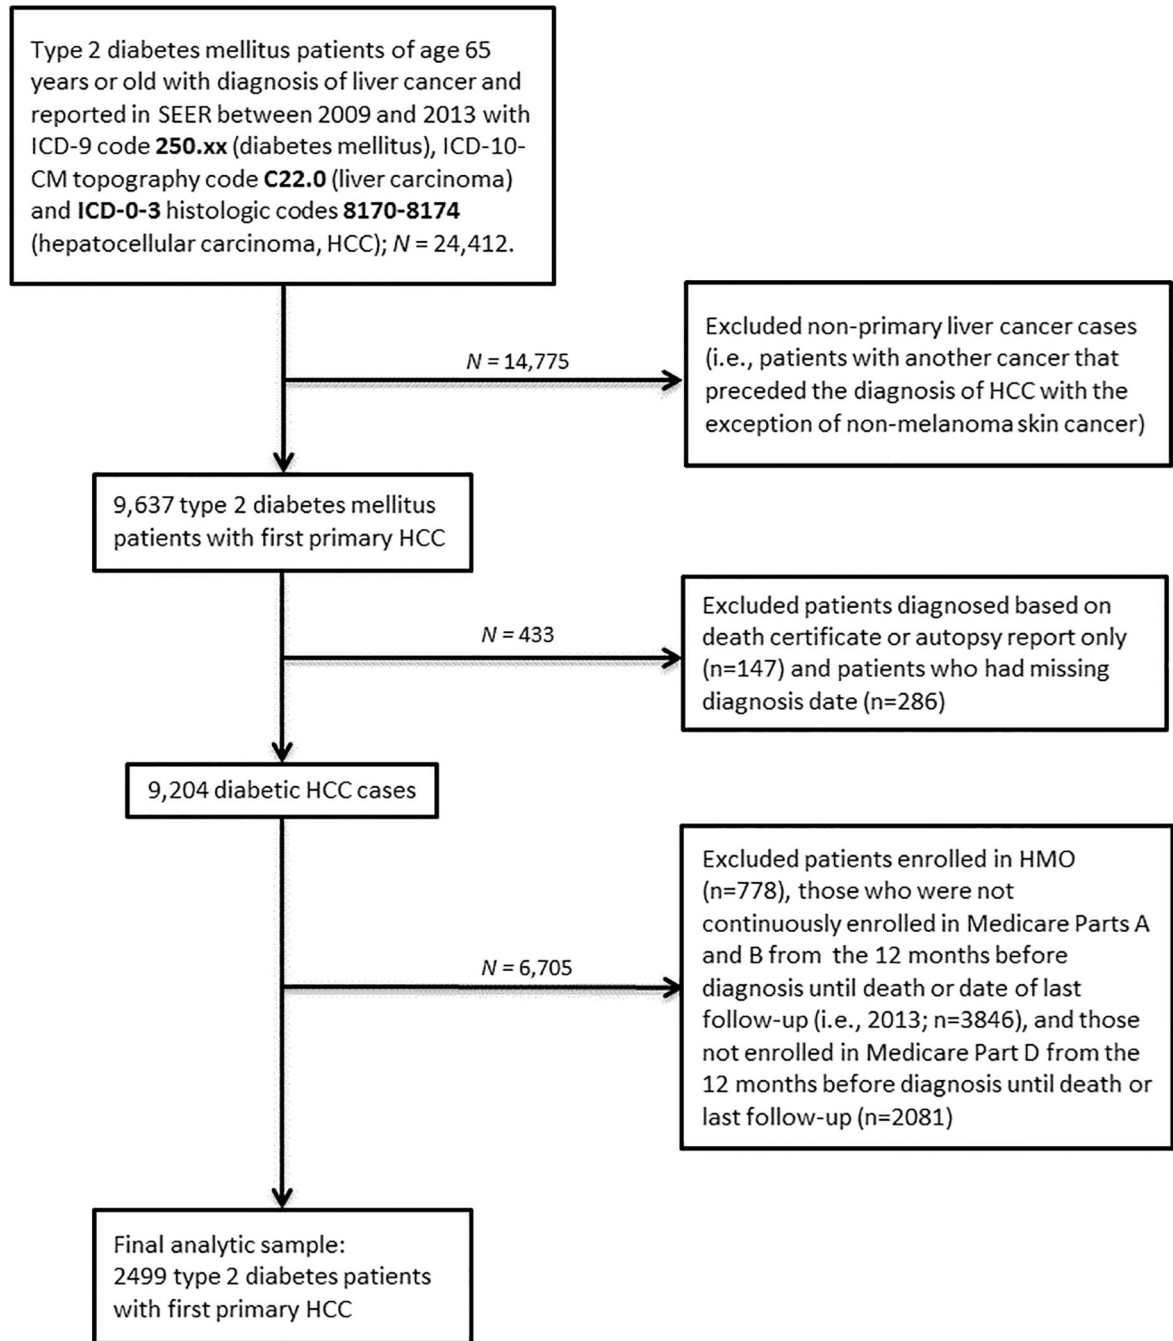 Type 2 diabetes mellitus patients of age 65
years or old with diagnosis of liver cancer and
reported in SEER between 2009 and 2013 with
ICD-9 code 250.xx (diabetes mellitus), ICD-10-
CM topography code C22.0 (liver carcinoma)
and ICD-0-3 histologic codes 8170-8174
(hepatocellular carcinoma, HCC); N = 24,412.
N = 14,775
Excluded non-primary liver cancer cases
(i.e., patients with another cancer that
preceded the diagnosis of HCC with the
exception of non-melanoma skin cancer)
9,637 type 2 diabetes mellitus
patients with first primary HCC
N = 433
Excluded patients diagnosed based on
death certificate or autopsy report only
(n=147) and patients who had missing
diagnosis date (n=286)
9,204 diabetic HCC cases
N = 6,705
Excluded patients enrolled in HMO
(n=778), those who were not
continuously enrolled in Medicare Parts A
and B from the 12 months before
diagnosis until death or date of last
follow-up (i.e., 2013; n=3846), and those
not enrolled in Medicare Part D from the
12 months before diagnosis until death or
last follow-up (n=2081)
Final analytic sample:
2499 type 2 diabetes patients
with first primary HCC